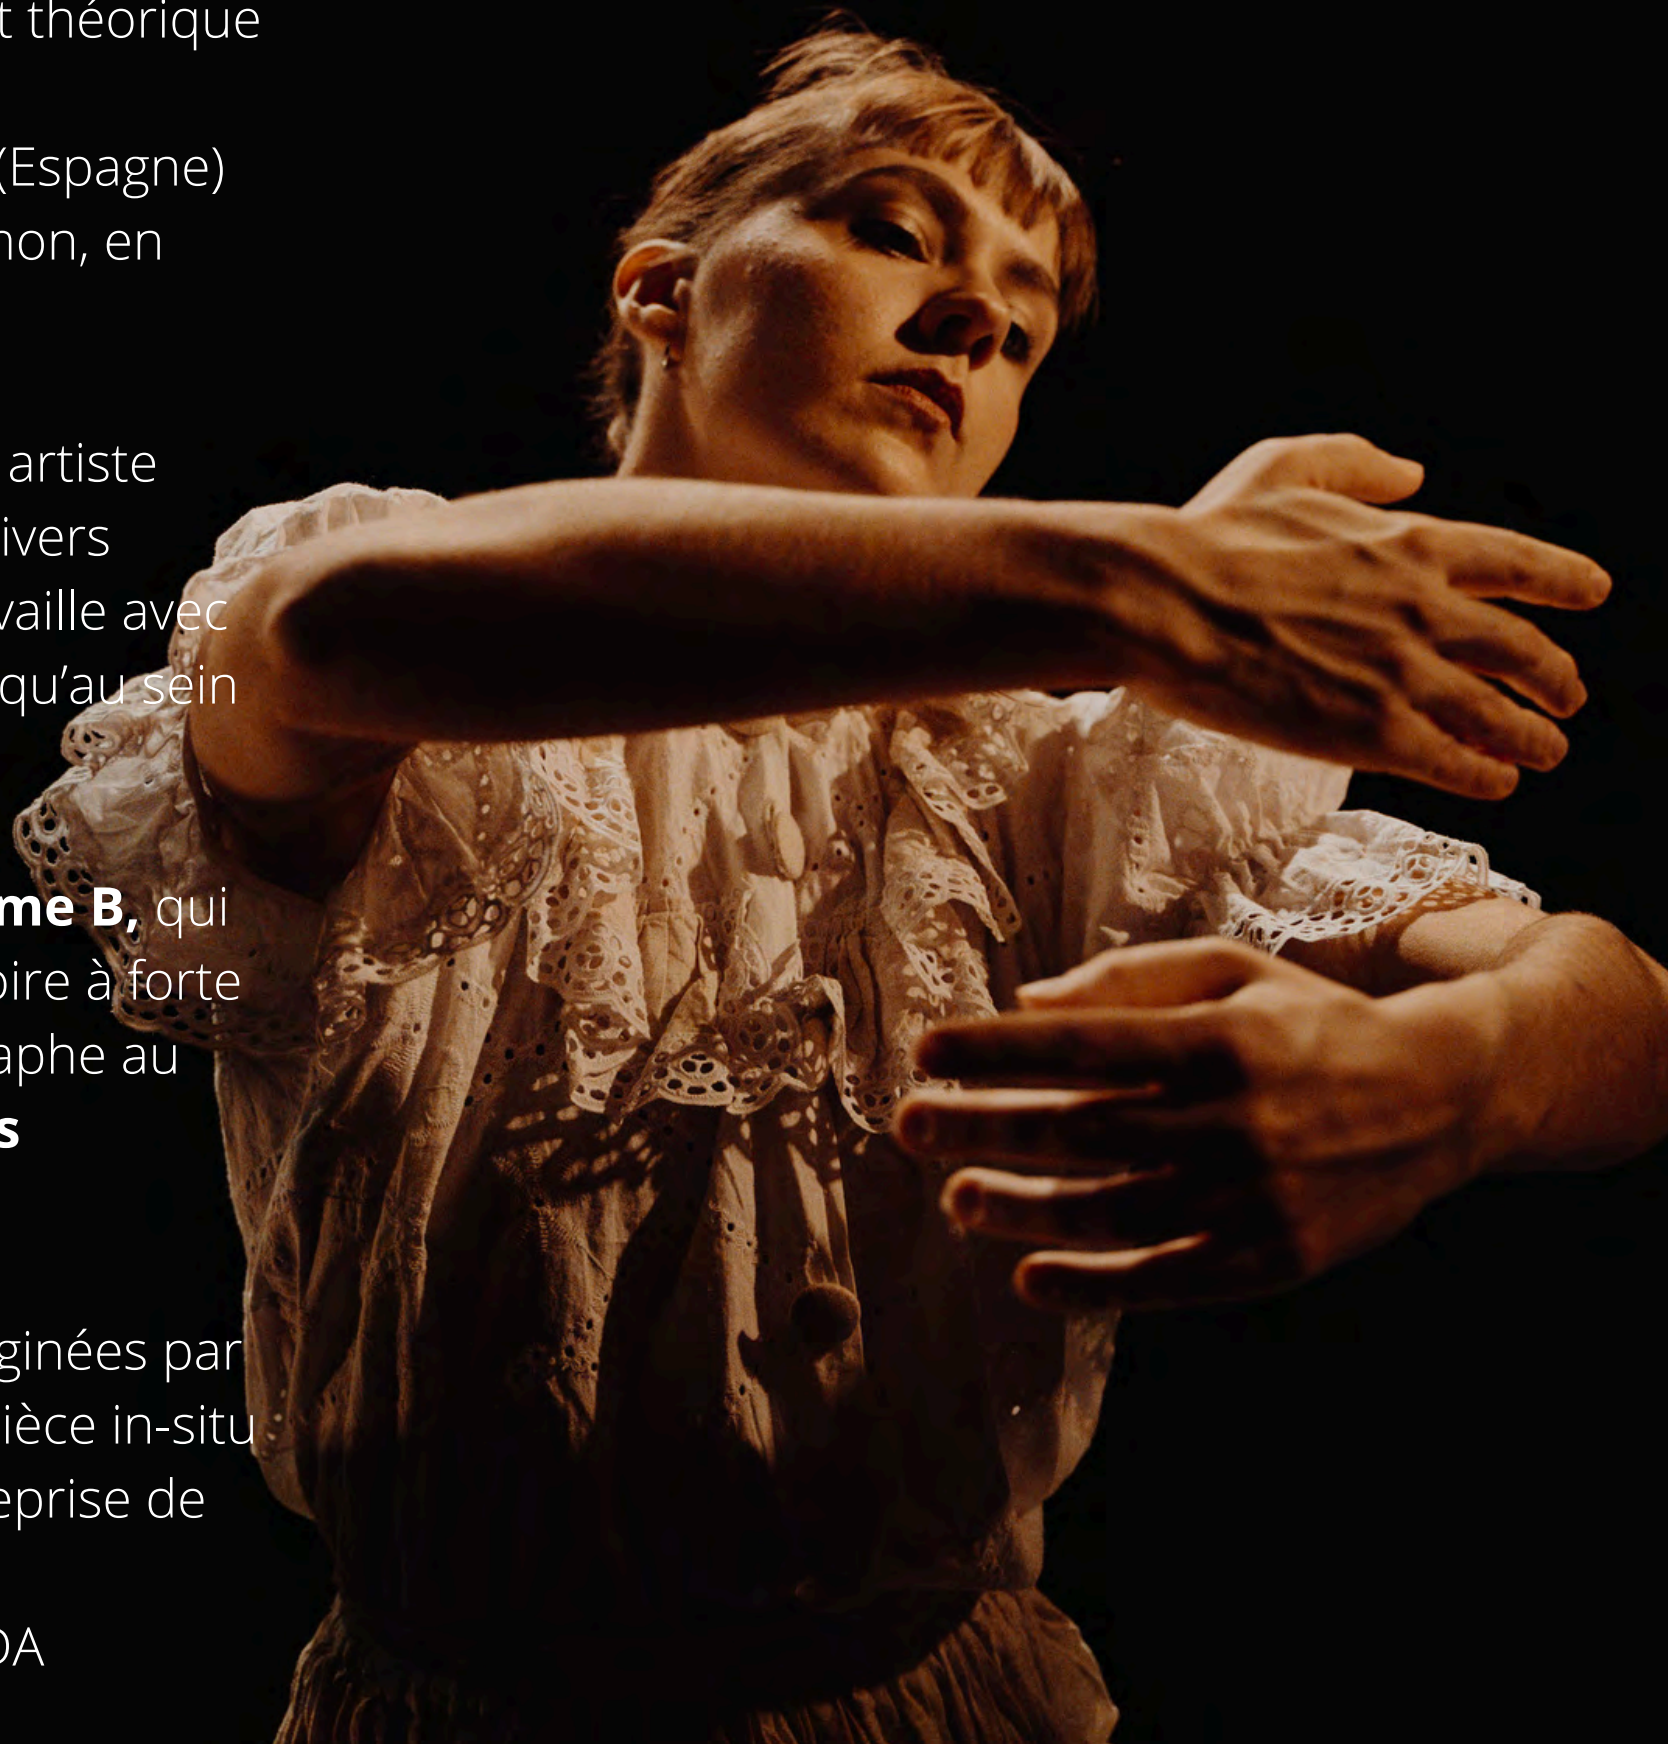 t théorique
(Espagne)
non, en
artiste
ivers
vaille avec
qu’au sein
me B, qui
oire à forte
aphe au
s
ginées par
ièce in-situ
eprise de
DA